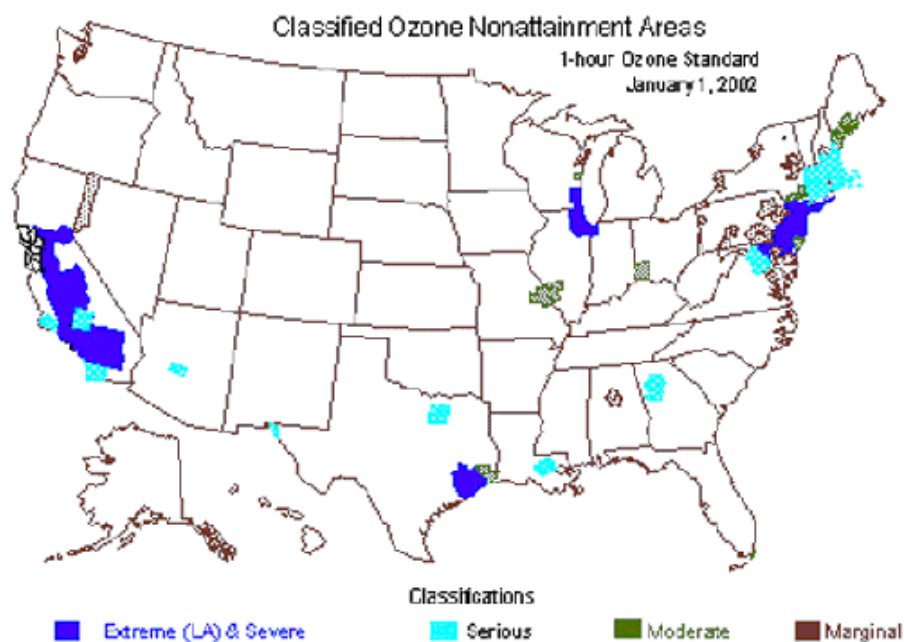 Classified Ozone Nonattainment Areas
1-hour Ozone Standard
January 1, 2002
Classifications
Extreme (LA) & Severe
Serious
Moderate
Marginal